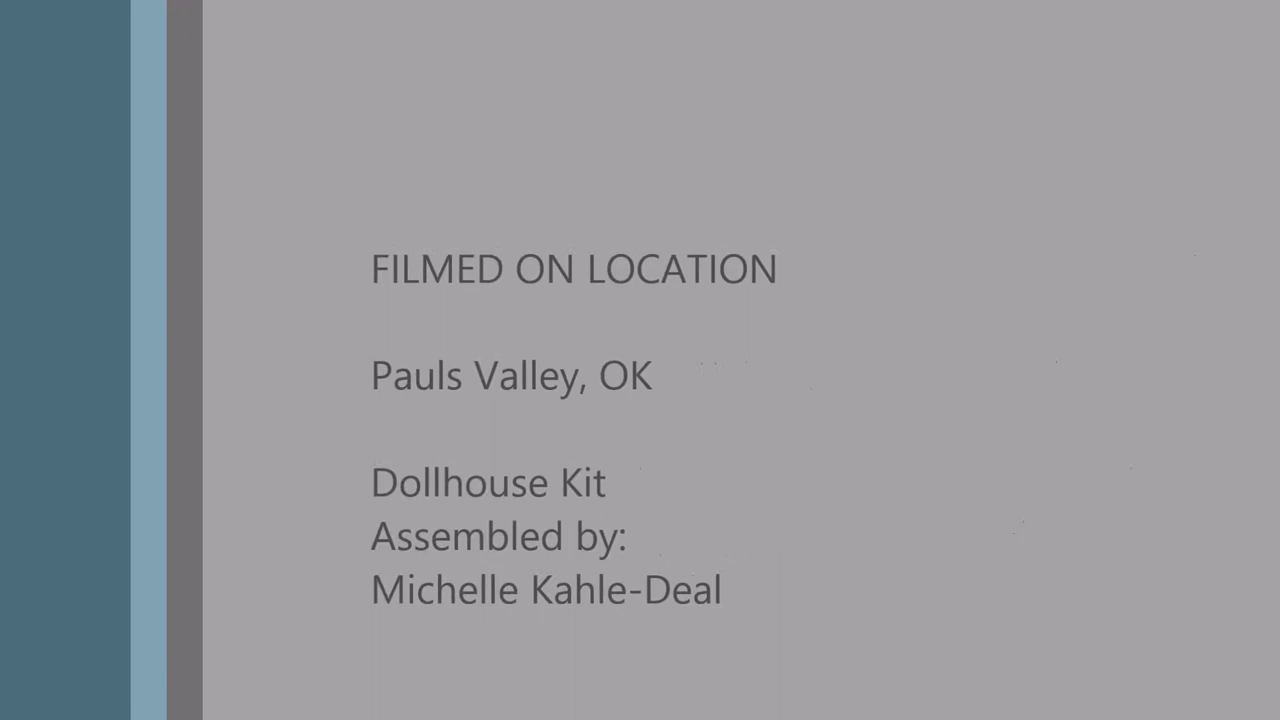 FILMED ON LOCATION
Pauls Valley, OK
Dollhouse Kit
Assembled by:
Michelle Kahle-Deal